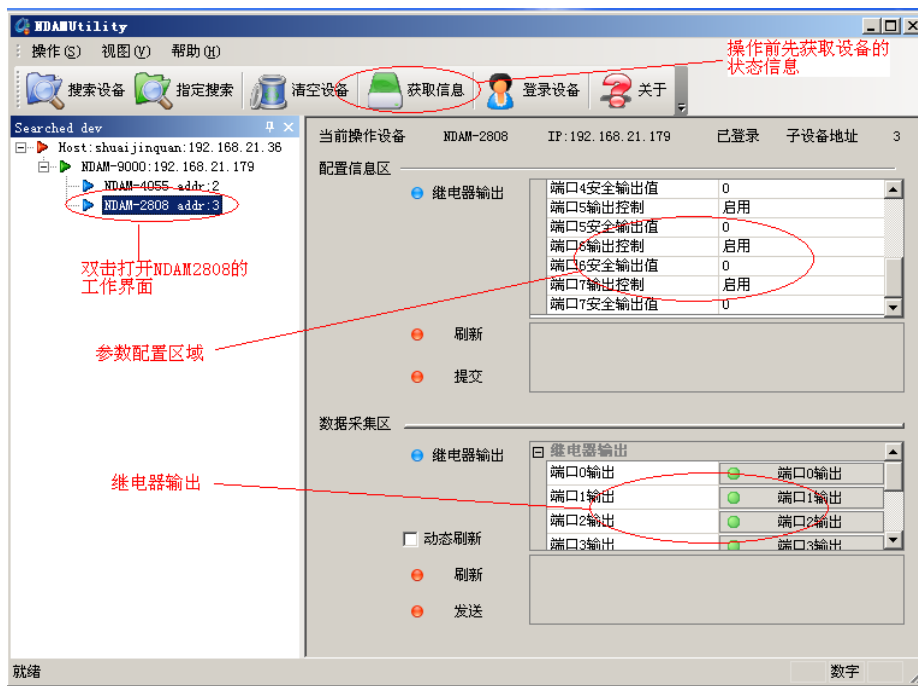 NDAMUtility
操作(S) 视图(V) 帮助(H)
操作前先获取设备的
状态信息
搜索设备 指定搜索 清空设备 获取信息 登录设备 关于
Searched dev
当前操作设备 NDAM-2808 IP:192.168.21.179 已登录 子设备地址 3
Host:shuaijinquan:192.168.21.36
NDAM-9000:192.168.21.179
NDAM-4055 addr:2
NDAM-2808 addr:3
双击打开NDAM2808的
工作界面
参数配置区域
继电器输出
配置信息区
继电器输出
端口4安全输出值 0
端口5输出控制 启用
端口5安全输出值 0
端口6输出控制 启用
端口6安全输出值 0
端口7输出控制 启用
端口7安全输出值 0
刷新
提交
数据采集区
继电器输出
继电器输出
端口0输出 端口0输出
端口1输出 端口1输出
端口2输出 端口2输出
端口3输出 端口3输出
动态刷新
刷新
发送
就绪 数字